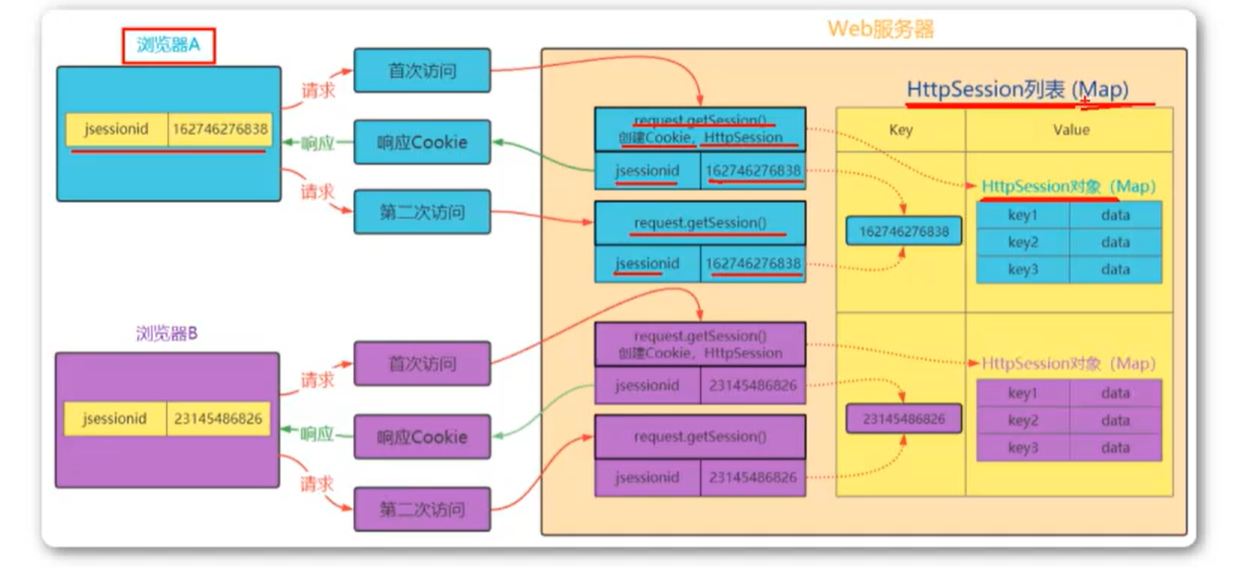 Web服务器
浏览器A
jsessionid 162746276838
请求
首次访问
响应
响应Cookie
请求
第二次访问
request.getSession()
创建Cookie，HttpSession
jsessionid 162746276838
request.getSession()
jsessionid 162746276838
HttpSession列表 (Map)
Key Value
162746276838
HttpSession对象（Map）
key1 data
key2 data
key3 data
浏览器B
jsessionid 23145486826
请求
首次访问
响应
响应Cookie
请求
第二次访问
request.getSession()
创建Cookie，HttpSession
jsessionid 23145486826
request.getSession()
jsessionid 23145486826
23145486826
HttpSession对象（Map）
key1 data
key2 data
key3 data